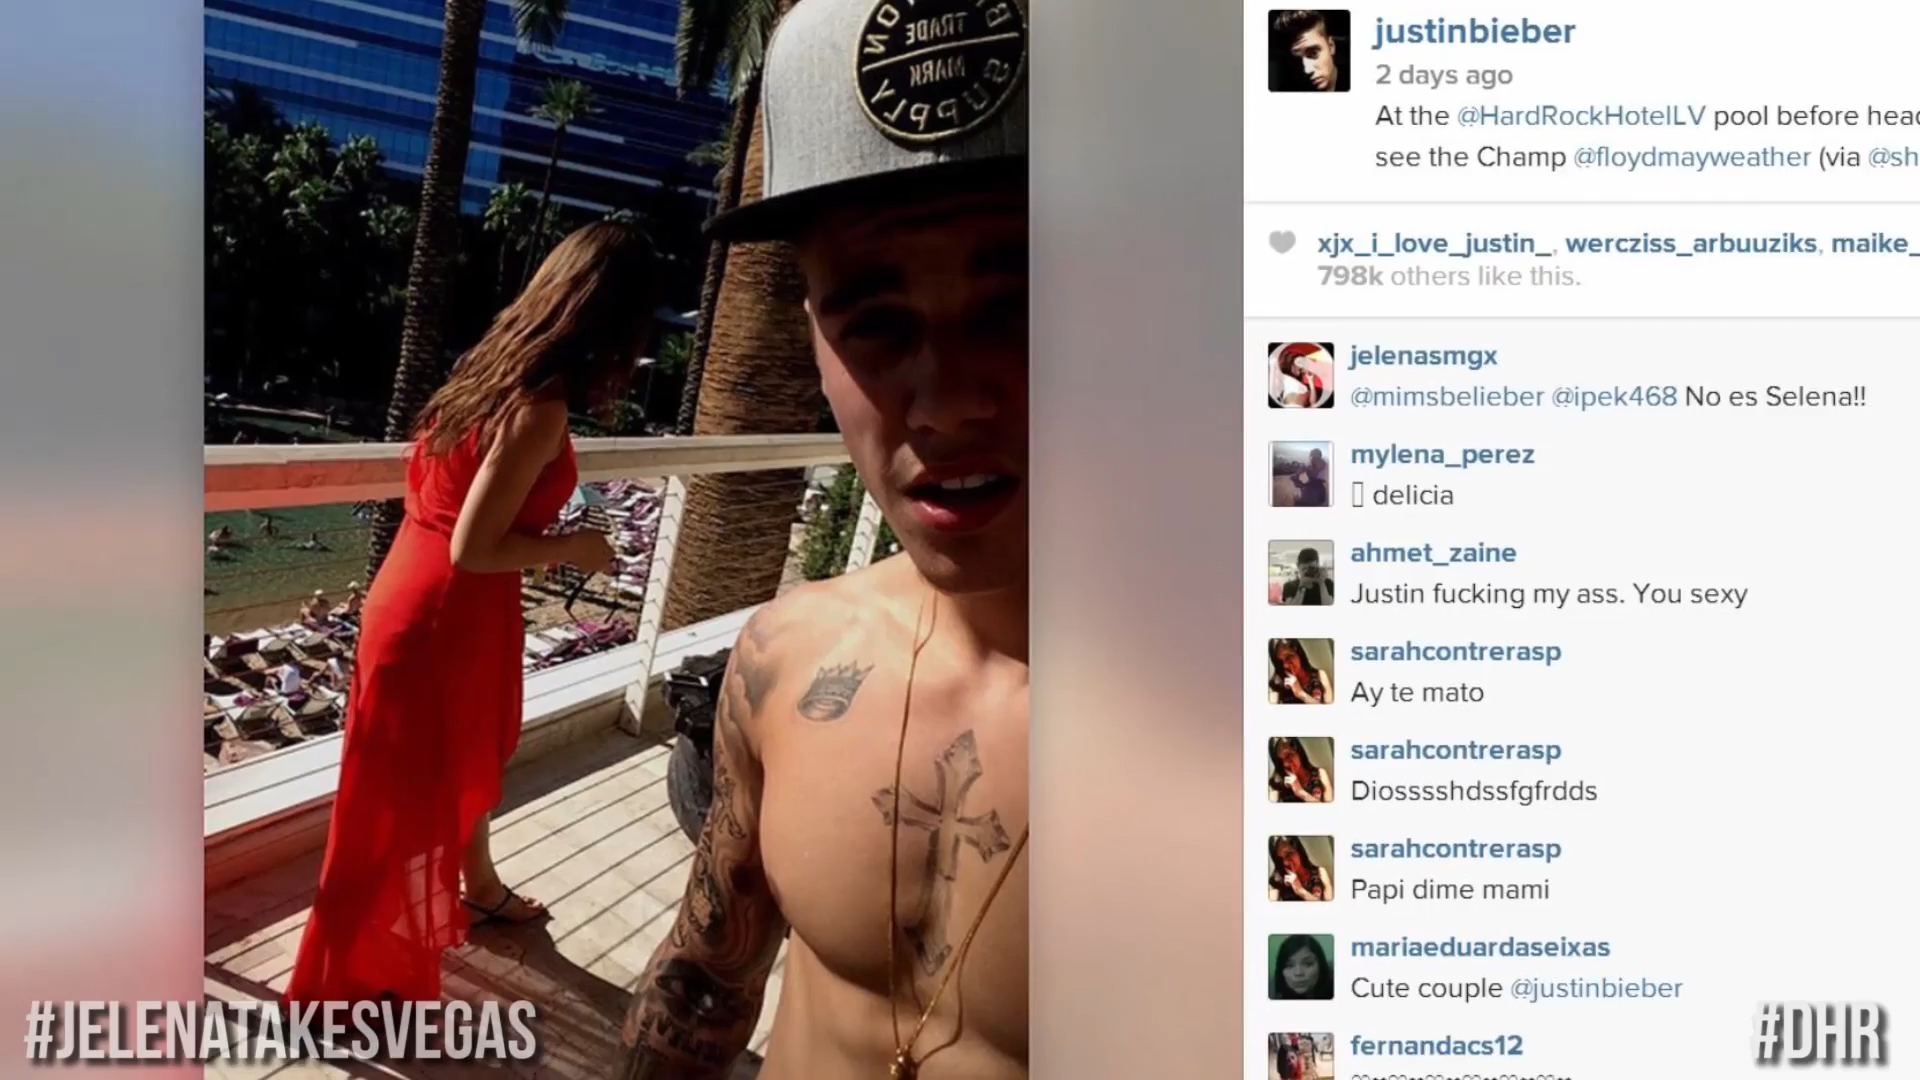 TRADE
MARK
SUPPLY
justinbieber
2 days ago
At the @HardRockHotelLV pool before head
see the Champ @floydmayweather (via @sh
xjx_i_love_justin_, wercziss_arbuuziks, maike_
798k others like this.
jelenasmgx
@mimsbelieber @ipek468 No es Selena!!
mylena_perez
delicia
ahmet_zaine
Justin fucking my ass. You sexy
sarahcontrerasp
Ay te mato
sarahcontrerasp
Diosssshdssfgfrdds
sarahcontrerasp
Papi dime mami
mariaeduardaseixas
Cute couple @justinbieber
fernandacs12
#JELENATAKESVEGAS
#DHR